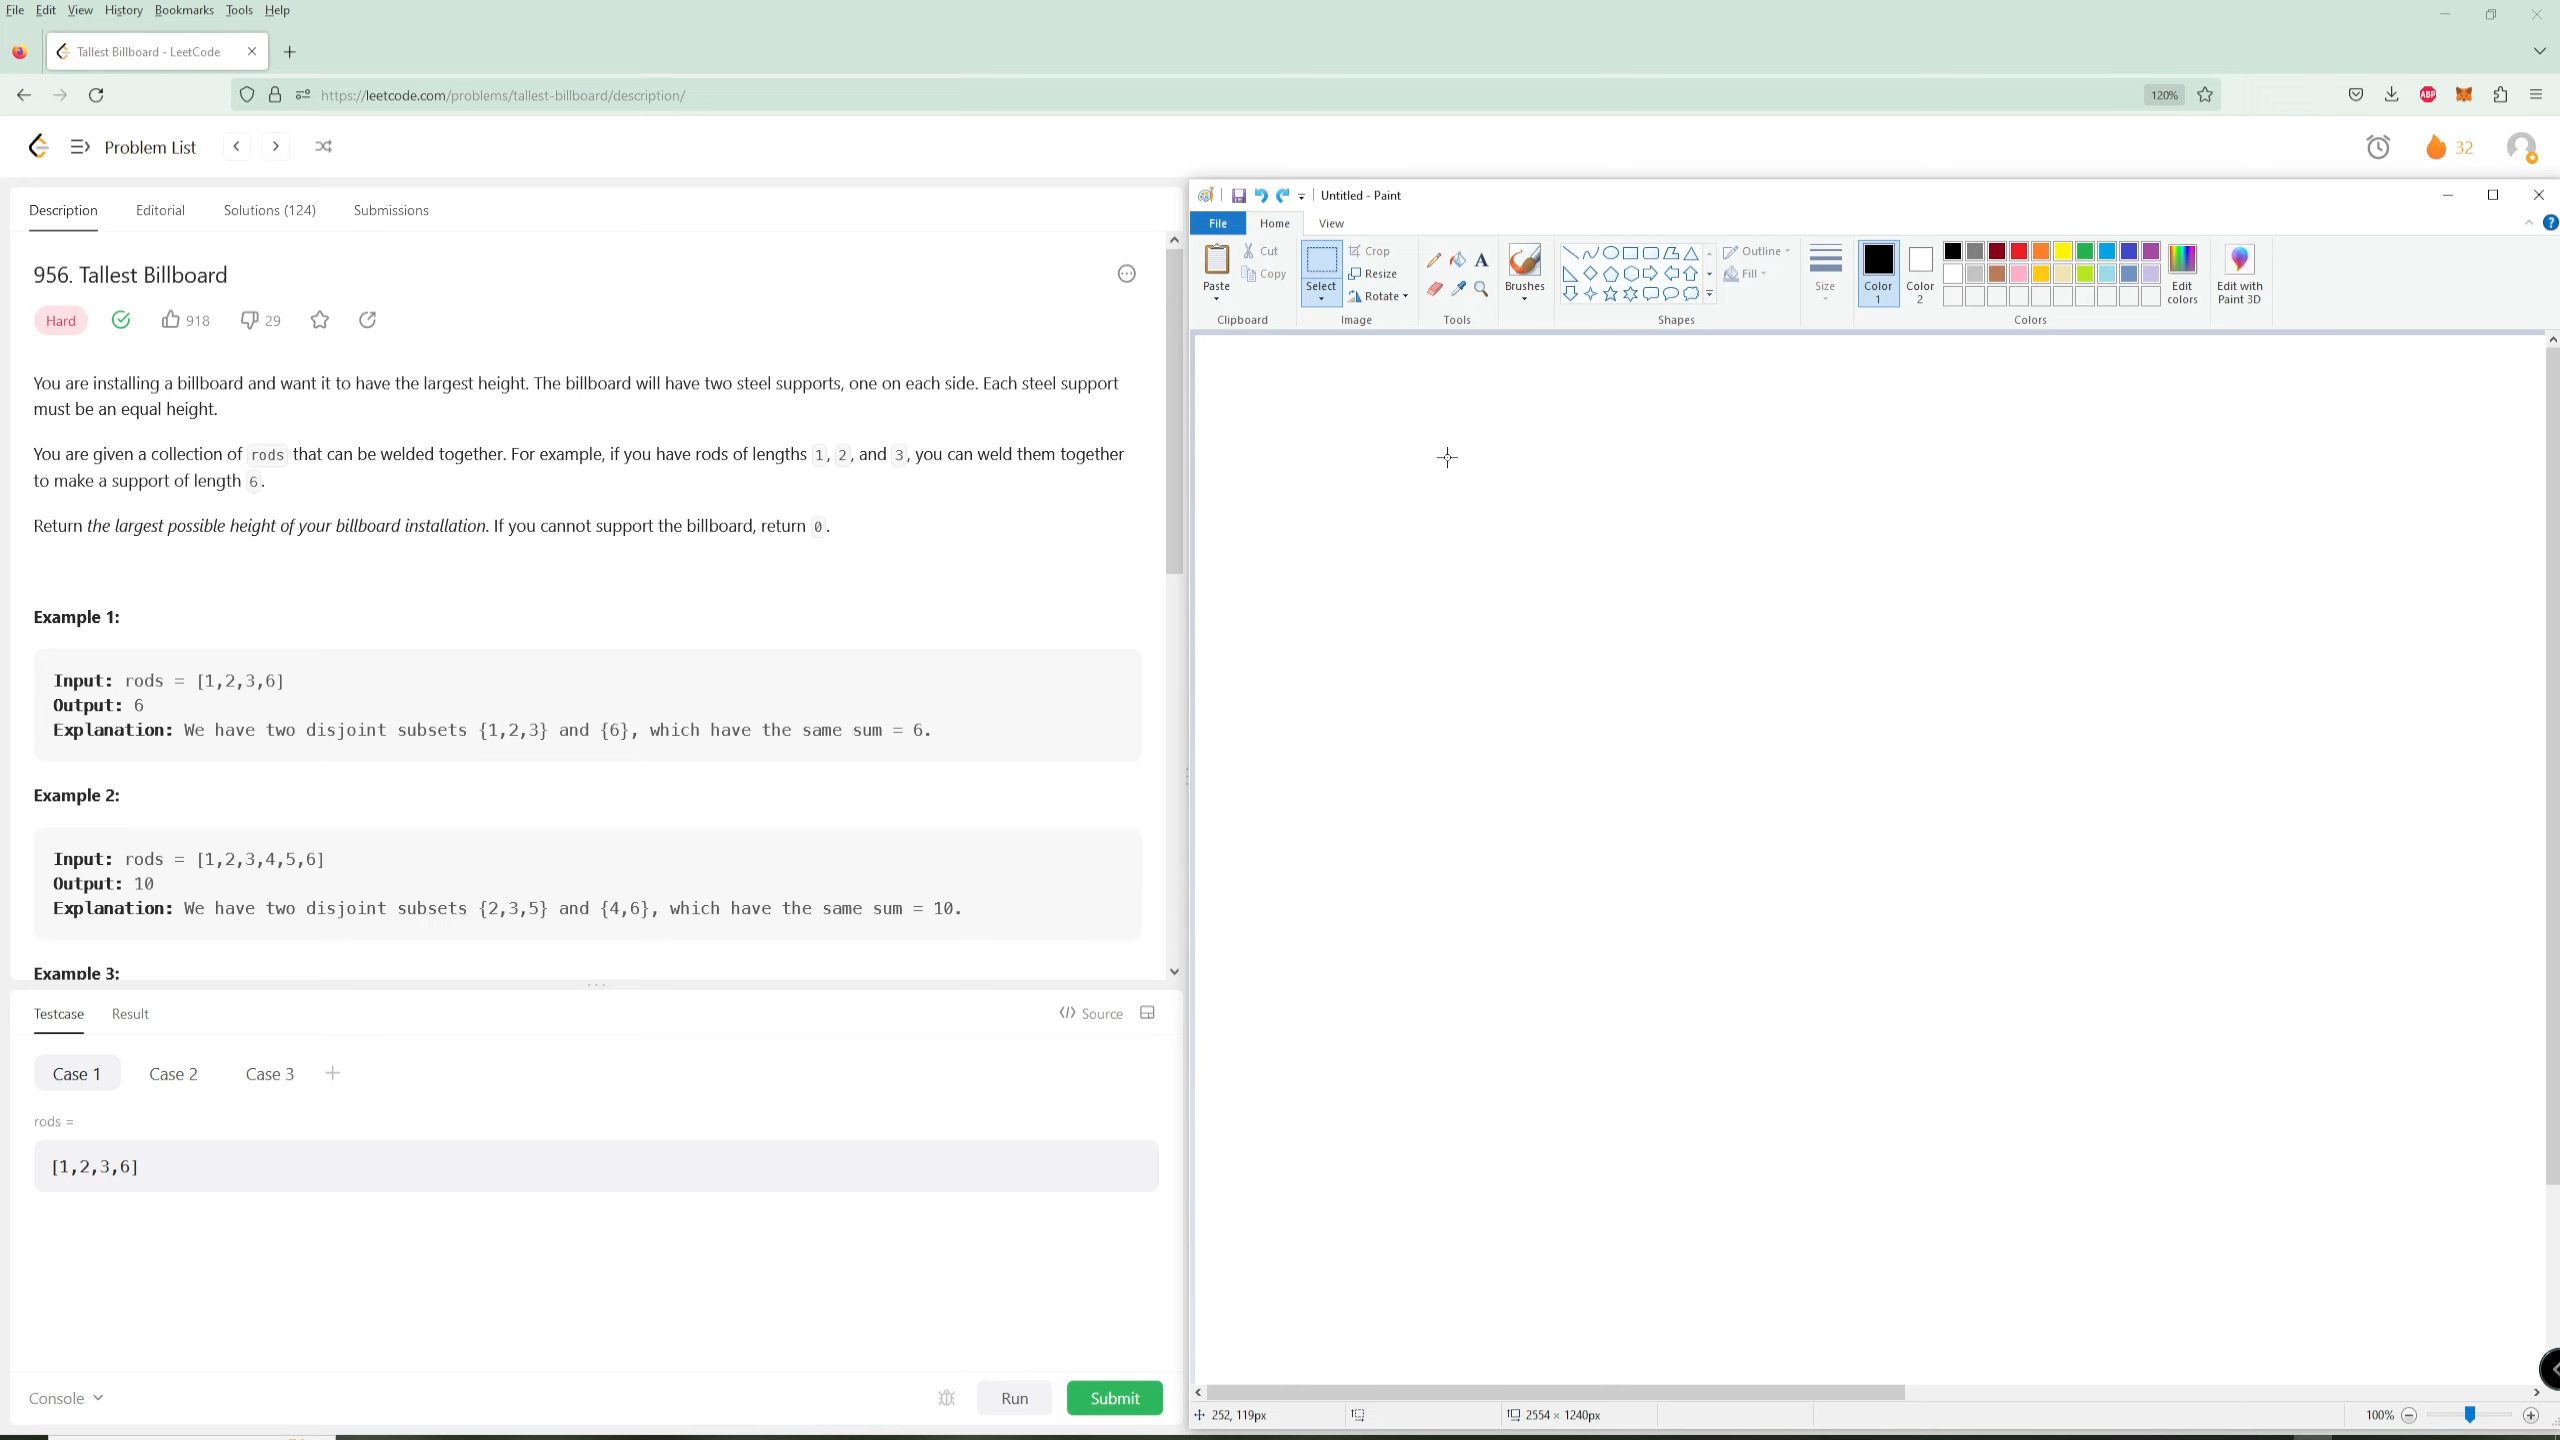 File Edit View History Bookmarks Tools Help
Tallest Billboard - LeetCode
https://leetcode.com/problems/tallest-billboard/description/
120%
ABP
Problem List
32
Description Editorial Solutions (124) Submissions
956. Tallest Billboard
Hard 918 29
You are installing a billboard and want it to have the largest height. The billboard will have two steel supports, one on each side. Each steel support
must be an equal height.
You are given a collection of rods that can be welded together. For example, if you have rods of lengths 1, 2, and 3, you can weld them together
to make a support of length 6.
Return the largest possible height of your billboard installation. If you cannot support the billboard, return 0.
Example 1:
Input: rods = [1,2,3,6]
Output: 6
Explanation: We have two disjoint subsets {1,2,3} and {6}, which have the same sum = 6.
Example 2:
Input: rods = [1,2,3,4,5,6]
Output: 10
Explanation: We have two disjoint subsets {2,3,5} and {4,6}, which have the same sum = 10.
Example 3:
Testcase Result
Source
Case 1 Case 2 Case 3
rods =
[1,2,3,6]
Console
Run Submit
Untitled - Paint
File Home View
Paste
Cut
Copy
Clipboard
Select
Crop
Resize
Rotate
Image
A
Tools
Brushes
Outline
Fill
Shapes
Size
Color
1
Color
2
Edit
colors
Colors
Edit with
Paint 3D
252, 119px
2554 × 1240px
100%